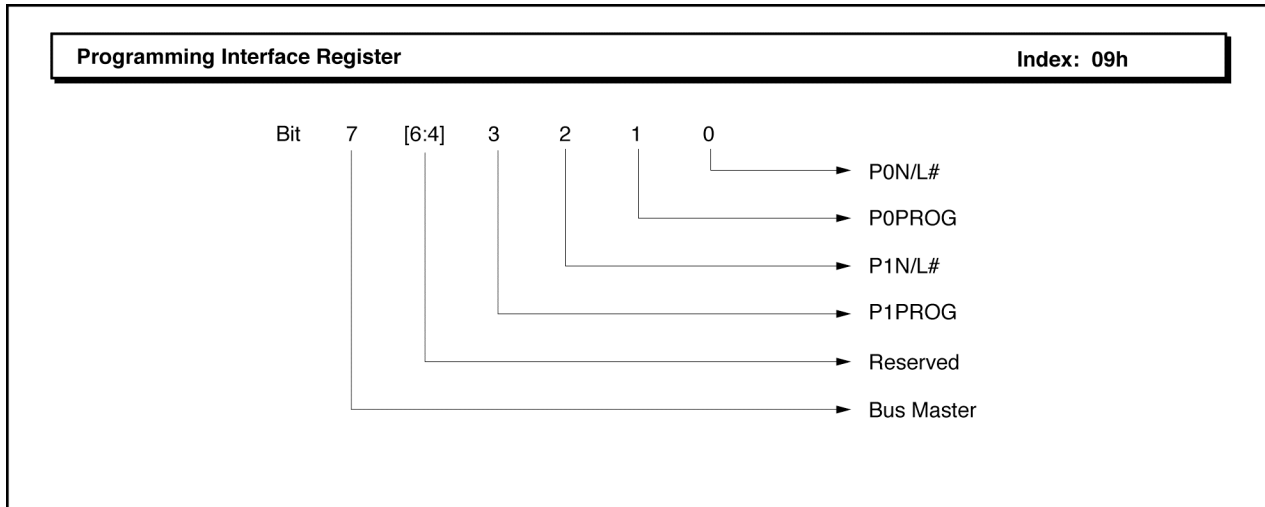 Programming Interface Register Index: 09h
Bit 7 [6:4] 3 2 1 0
P0N/L#
P0PROG
P1N/L#
P1PROG
Reserved
Bus Master